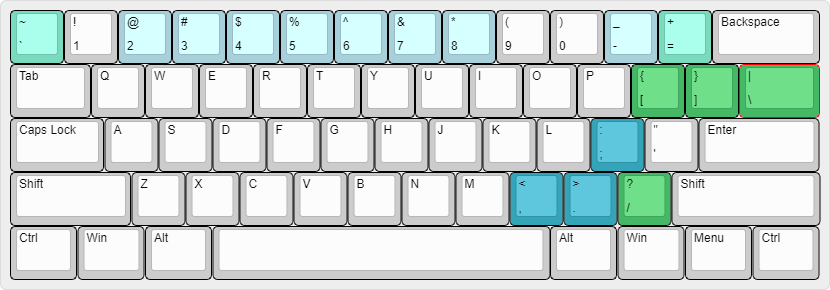 ~ ! @ # $ % ^ & * ( ) _ + Backspace
` 1 2 3 4 5 6 7 8 9 0 - =
Tab Q W E R T Y U I O P { } |
[ ] \
Caps Lock A S D F G H J K L : " Enter
; '
Shift Z X C V B N M < > ? Shift
, . /
Ctrl Win Alt Alt Win Menu Ctrl